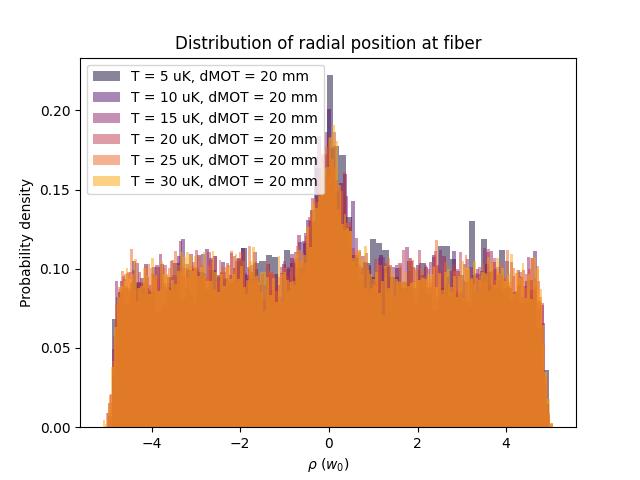 Distribution of radial position at fiber
T = 5 uK, dMOT = 20 mm
T = 10 uK, dMOT = 20 mm
T = 15 uK, dMOT = 20 mm
T = 20 uK, dMOT = 20 mm
T = 25 uK, dMOT = 20 mm
T = 30 uK, dMOT = 20 mm
Probability density
0.20
0.15
0.10
0.05
0.00
−4 −2 0 2 4
ρ (w₀)